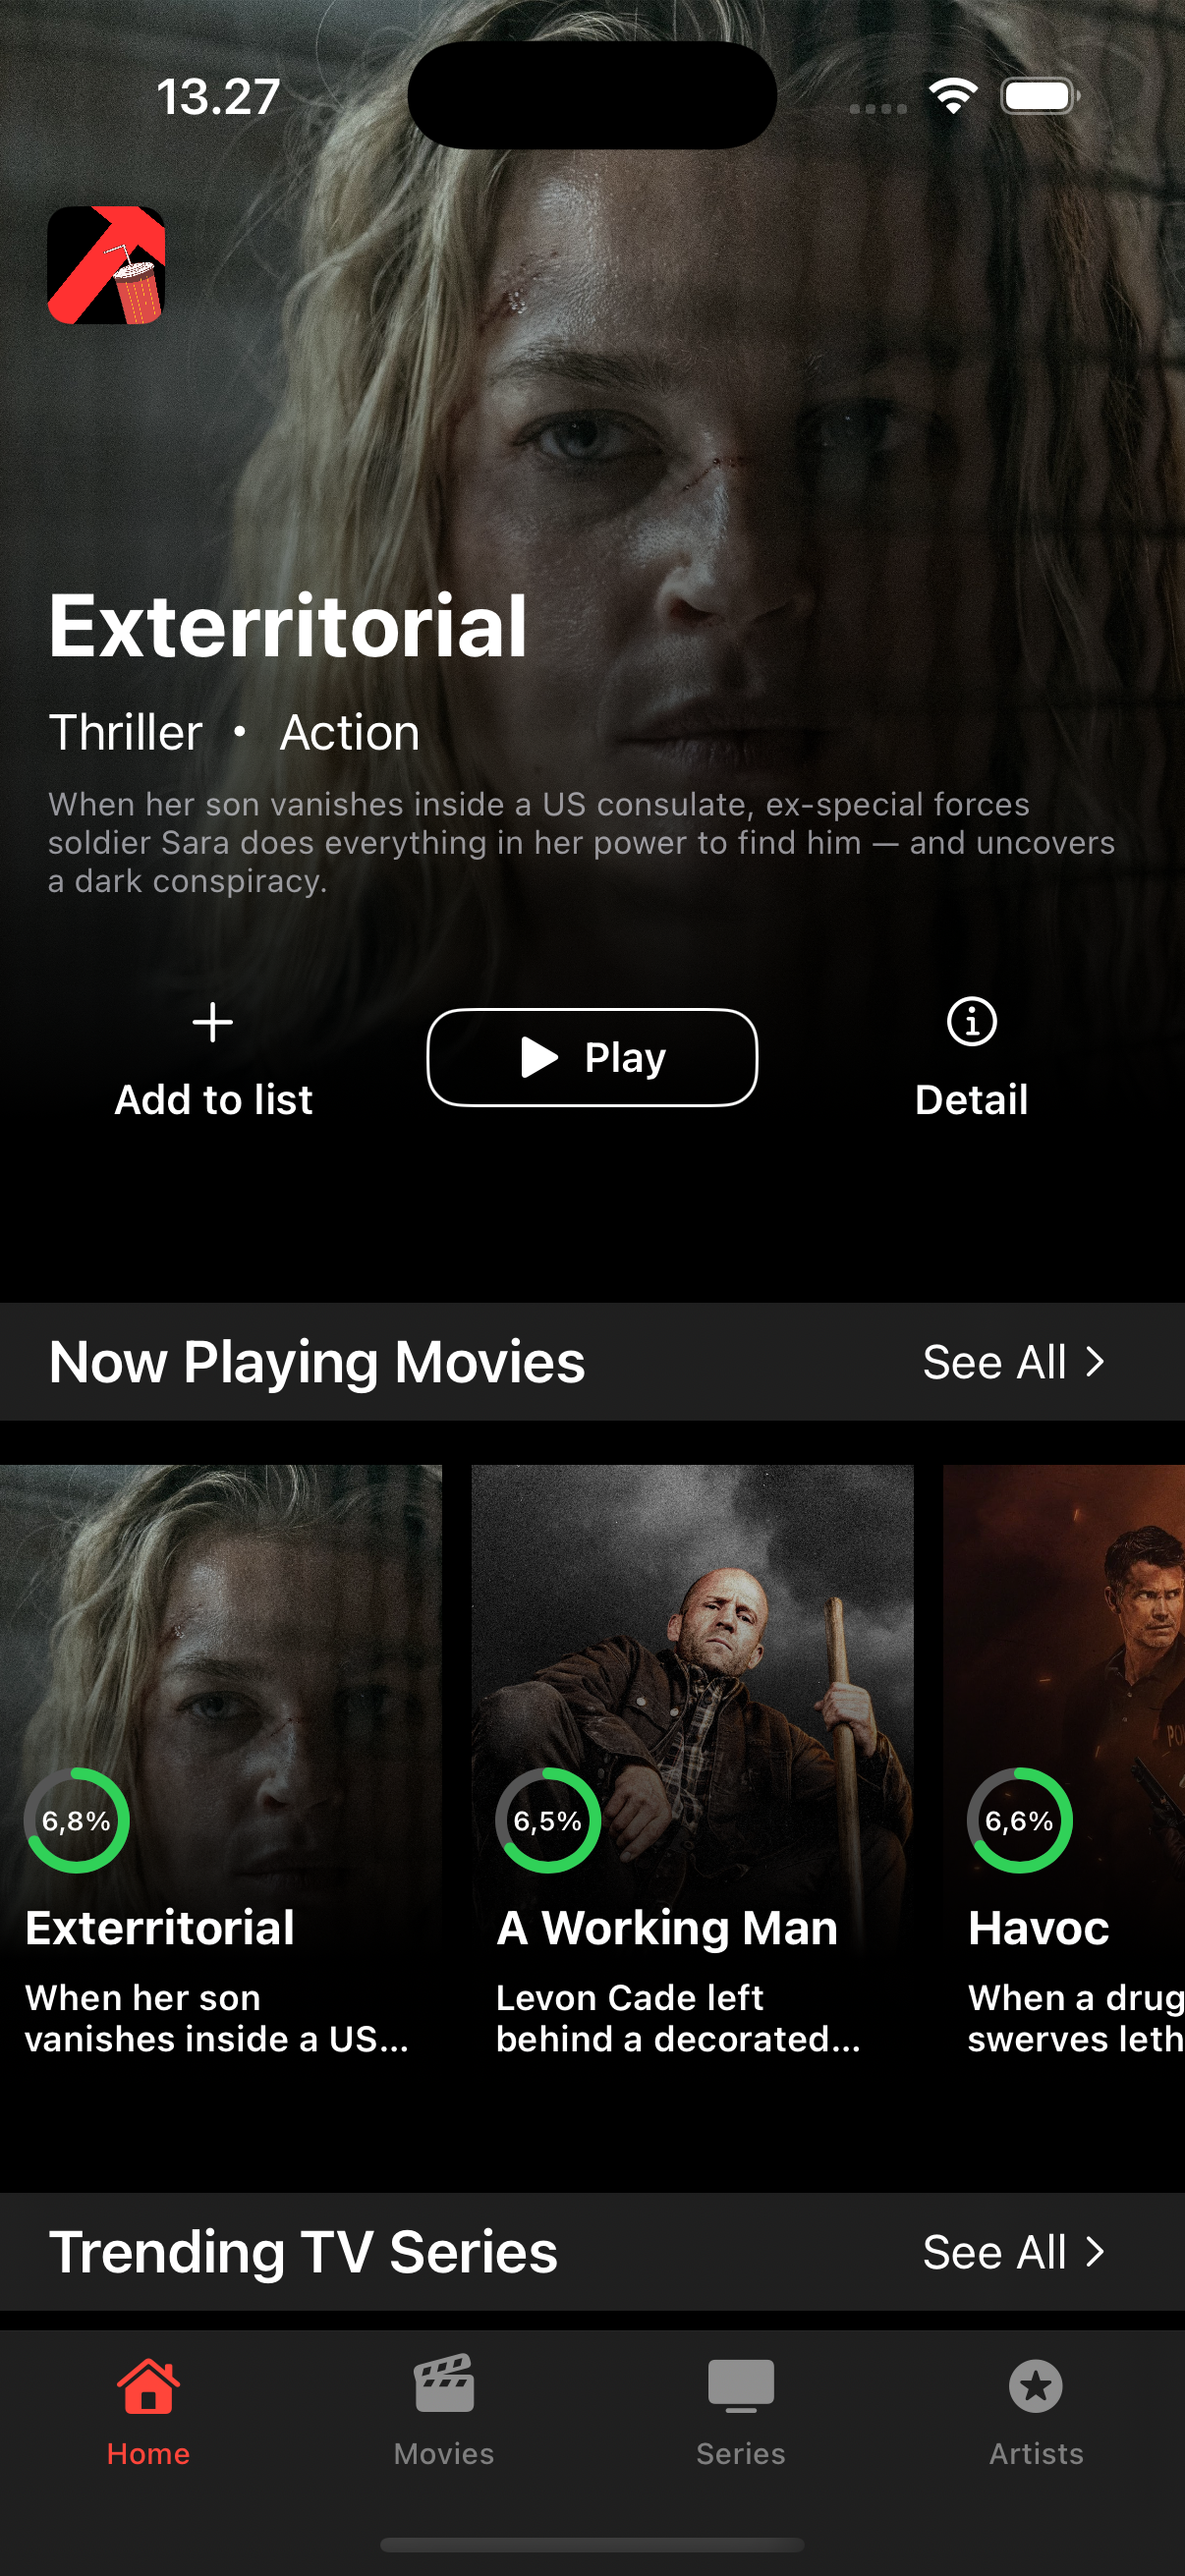 13.27
Exterritorial
Thriller • Action
When her son vanishes inside a US consulate, ex-special forces
soldier Sara does everything in her power to find him — and uncovers
a dark conspiracy.
Add to list
Play
Detail
Now Playing Movies
See All
6,8%
Exterritorial
When her son
vanishes inside a US...
6,5%
A Working Man
Levon Cade left
behind a decorated...
6,6%
Havoc
When a drug
swerves leth
Trending TV Series
See All
Home
Movies
Series
Artists